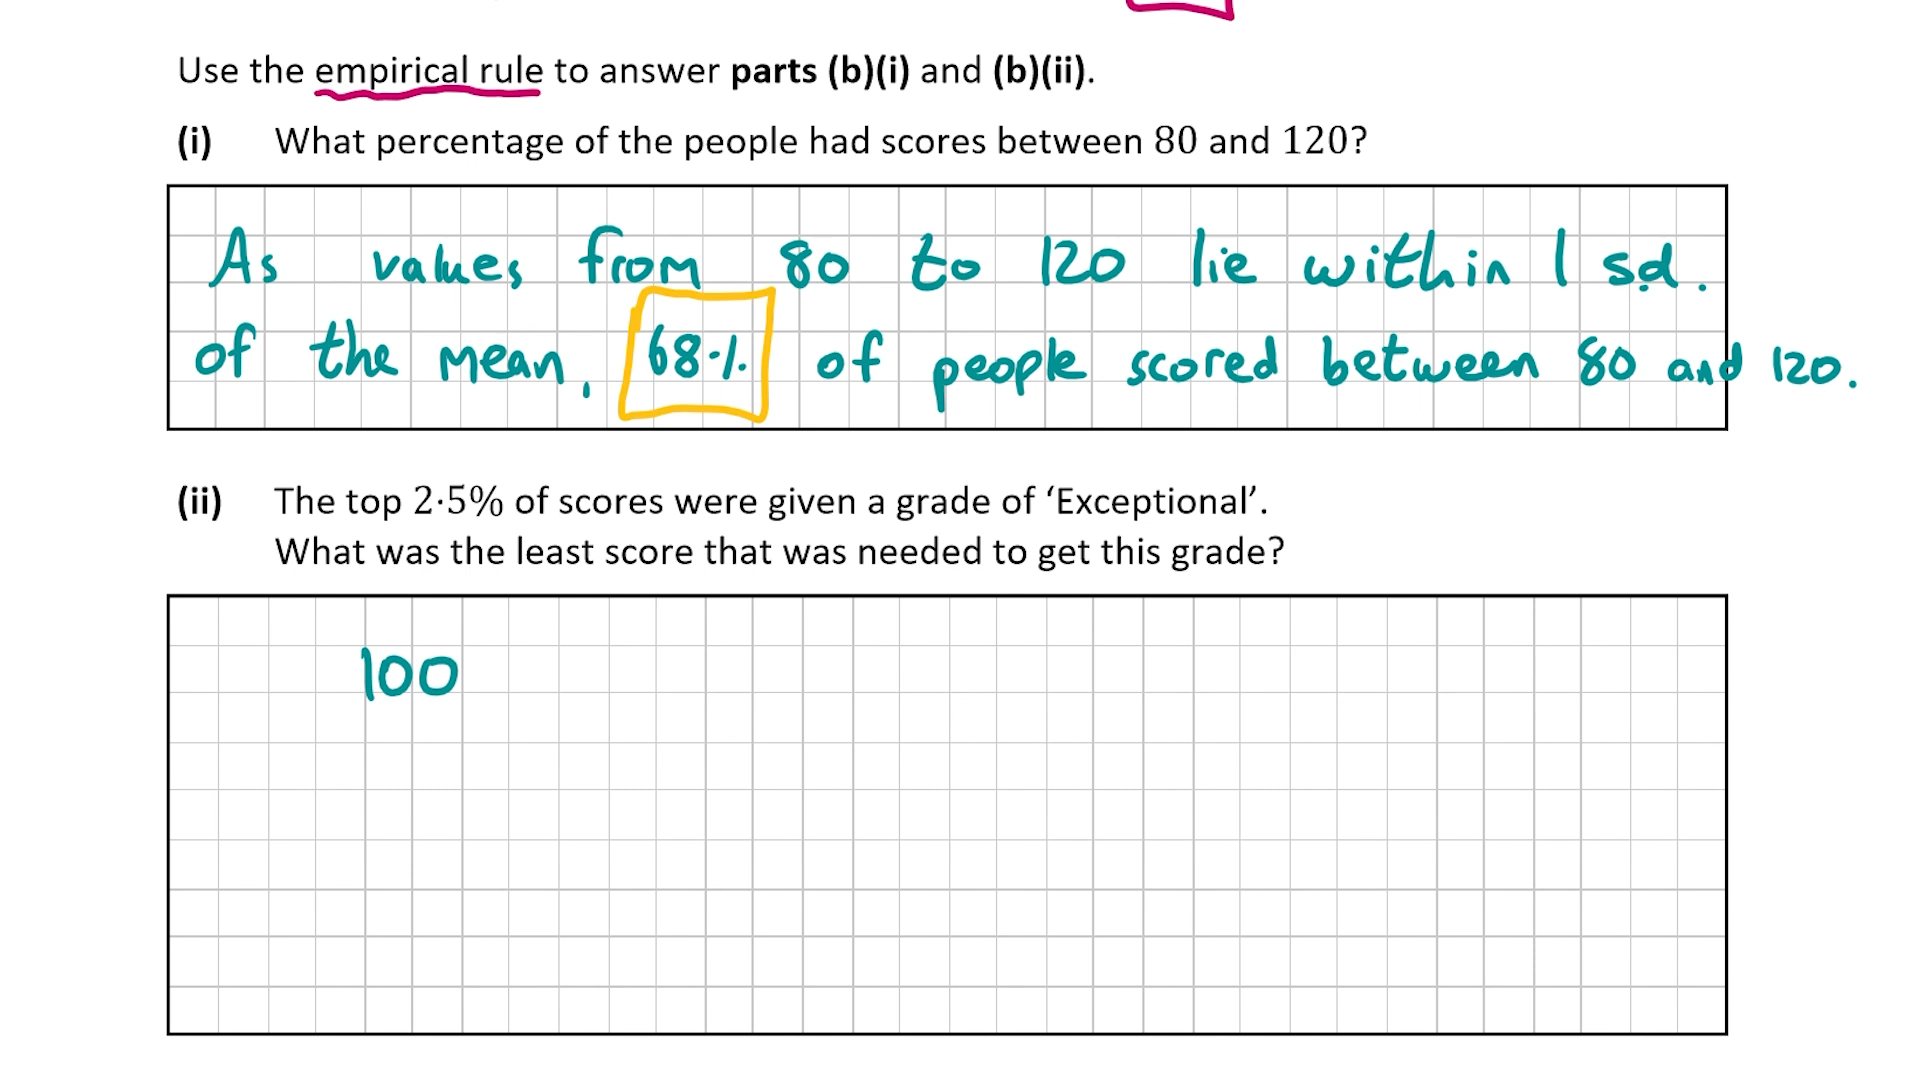 Use the empirical rule to answer parts (b)(i) and (b)(ii).
(i) What percentage of the people had scores between 80 and 120?
As values from 80 to 120 lie within 1 s.d.
of the mean, 68% of people scored between 80 and 120.
(ii) The top 2·5% of scores were given a grade of ‘Exceptional’.
What was the least score that was needed to get this grade?
100